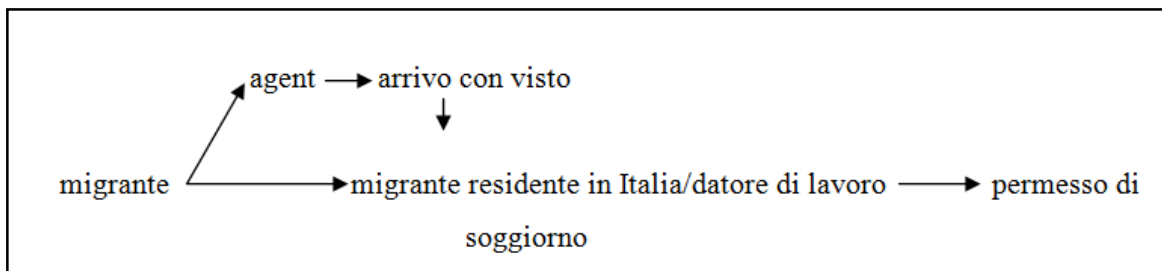 agent arrivo con visto
migrante migrante residente in Italia/datore di lavoro permesso di
soggiorno